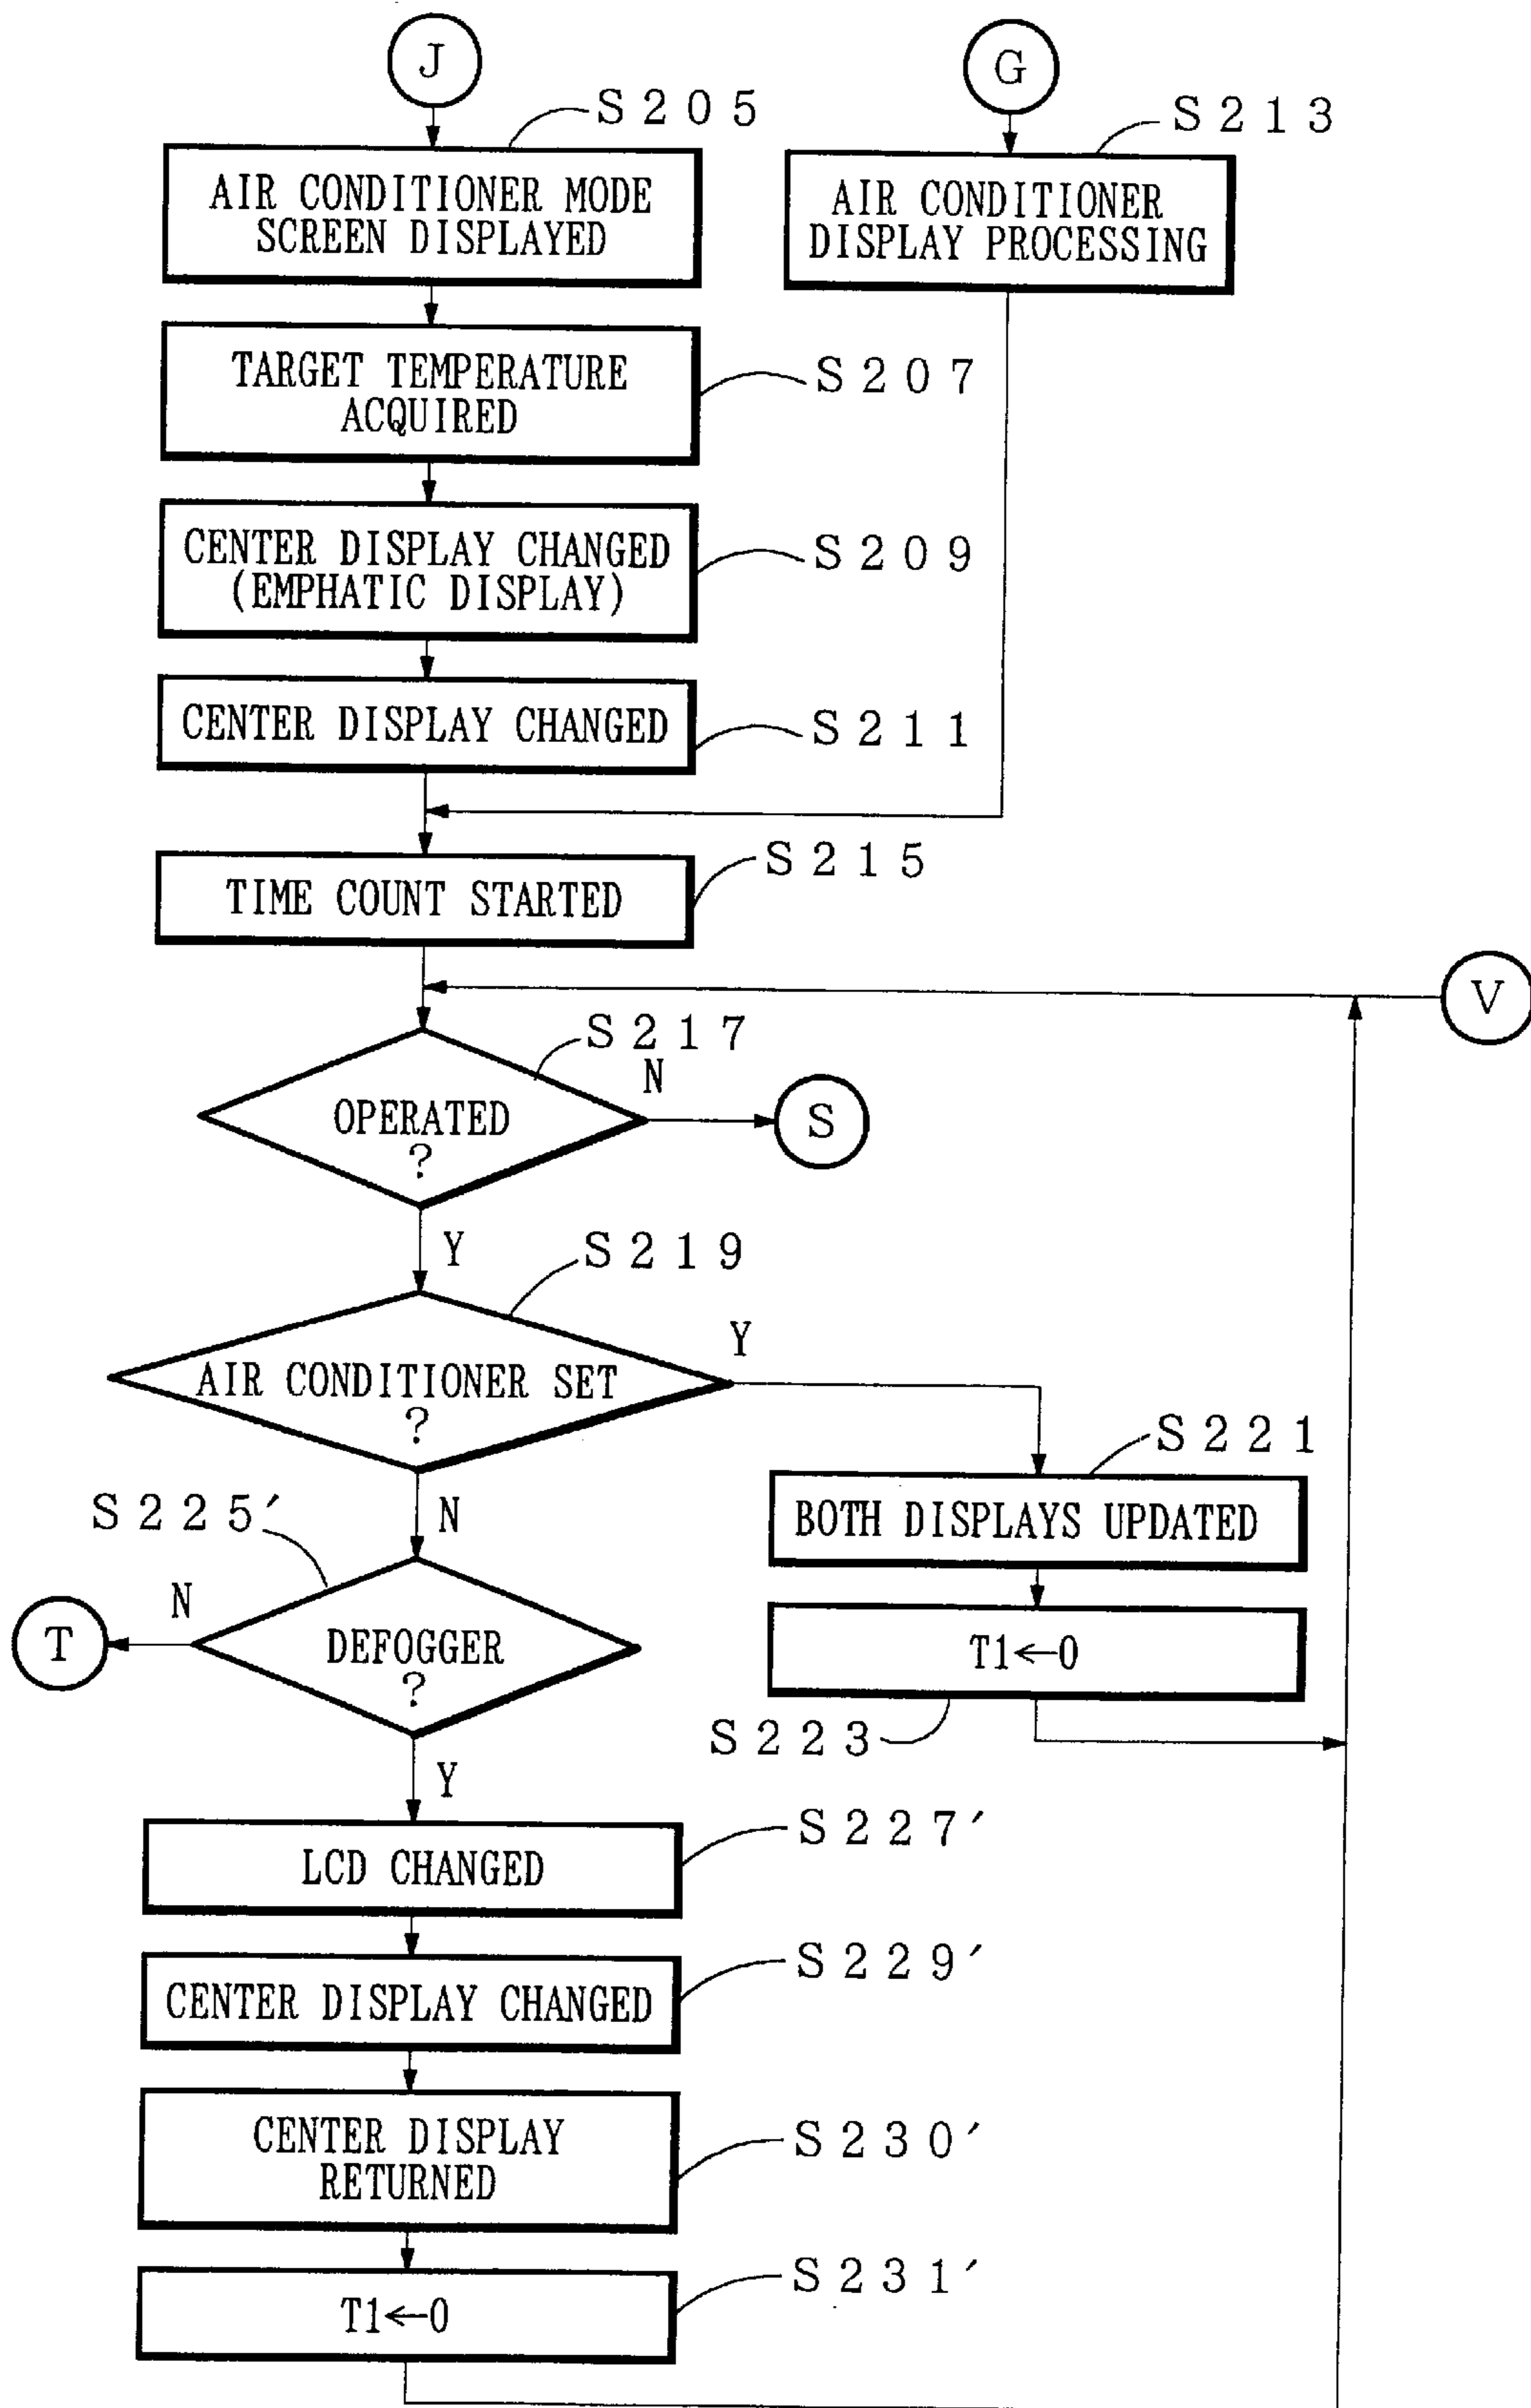 J
G
S205
S213
AIR CONDITIONER MODE
SCREEN DISPLAYED
AIR CONDITIONER
DISPLAY PROCESSING
TARGET TEMPERATURE
ACQUIRED
S207
CENTER DISPLAY CHANGED
(EMPHATIC DISPLAY)
S209
CENTER DISPLAY CHANGED
S211
S215
TIME COUNT STARTED
V
S217
N
OPERATED
?
S
Y
S219
Y
AIR CONDITIONER SET
?
S221
N
S225′
BOTH DISPLAYS UPDATED
N
T
DEFOGGER
?
T1←0
S223
Y
S227′
LCD CHANGED
S229′
CENTER DISPLAY CHANGED
CENTER DISPLAY
RETURNED
S230′
S231′
T1←0